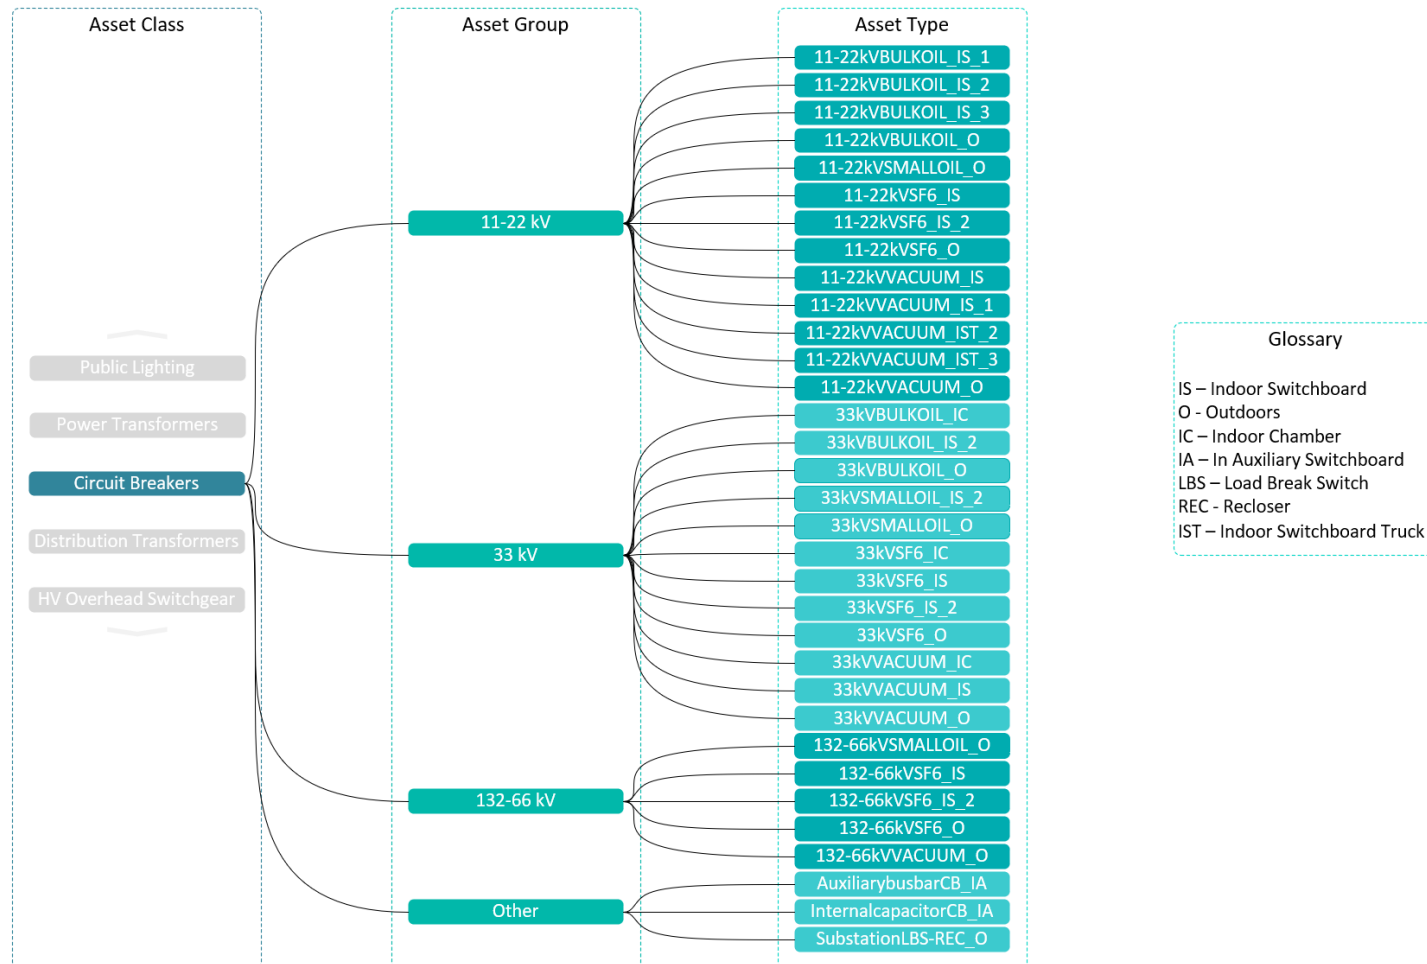 Asset Class
Public Lighting
Power Transformers
Circuit Breakers
Distribution Transformers
HV Overhead Switchgear
Asset Group
11-22 kV
33 kV
132-66 kV
Other
Asset Type
11-22kVBULKOIL_IS_1
11-22kVBULKOIL_IS_2
11-22kVBULKOIL_IS_3
11-22kVBULKOIL_O
11-22kVSMALLOIL_O
11-22kVSF6_IS
11-22kVSF6_IS_2
11-22kVSF6_O
11-22kVVACUUM_IS
11-22kVVACUUM_IS_1
11-22kVVACUUM_IST_2
11-22kVVACUUM_IST_3
11-22kVVACUUM_O
33kVBULKOIL_IC
33kVBULKOIL_IS_2
33kVBULKOIL_O
33kVSMALLOIL_IS_2
33kVSMALLOIL_O
33kVSF6_IC
33kVSF6_IS
33kVSF6_IS_2
33kVSF6_O
33kVVACUUM_IC
33kVVACUUM_IS
33kVVACUUM_O
132-66kVSMALLOIL_O
132-66kVSF6_IS
132-66kVSF6_IS_2
132-66kVSF6_O
132-66kVVACUUM_O
AuxiliarybusbarCB_IA
InternalcapacitorCB_IA
SubstationLBS-REC_O
Glossary
IS – Indoor Switchboard
O - Outdoors
IC – Indoor Chamber
IA – In Auxiliary Switchboard
LBS – Load Break Switch
REC - Recloser
IST – Indoor Switchboard Truck